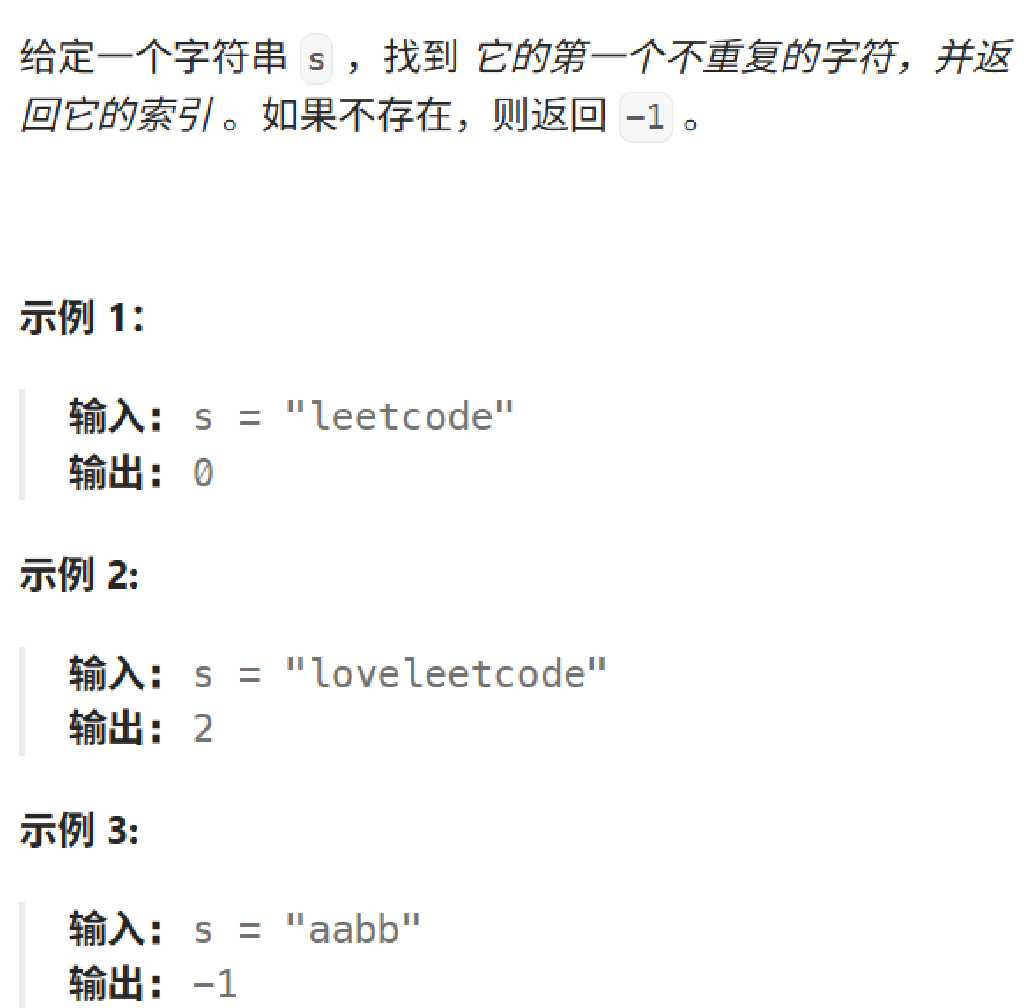 给定一个字符串 s ，找到 它的第一个不重复的字符，并返
回它的索引 。如果不存在，则返回 -1 。
示例 1：
输入：s = "leetcode"
输出：0
示例 2:
输入：s = "loveleetcode"
输出：2
示例 3:
输入：s = "aabb"
输出：-1